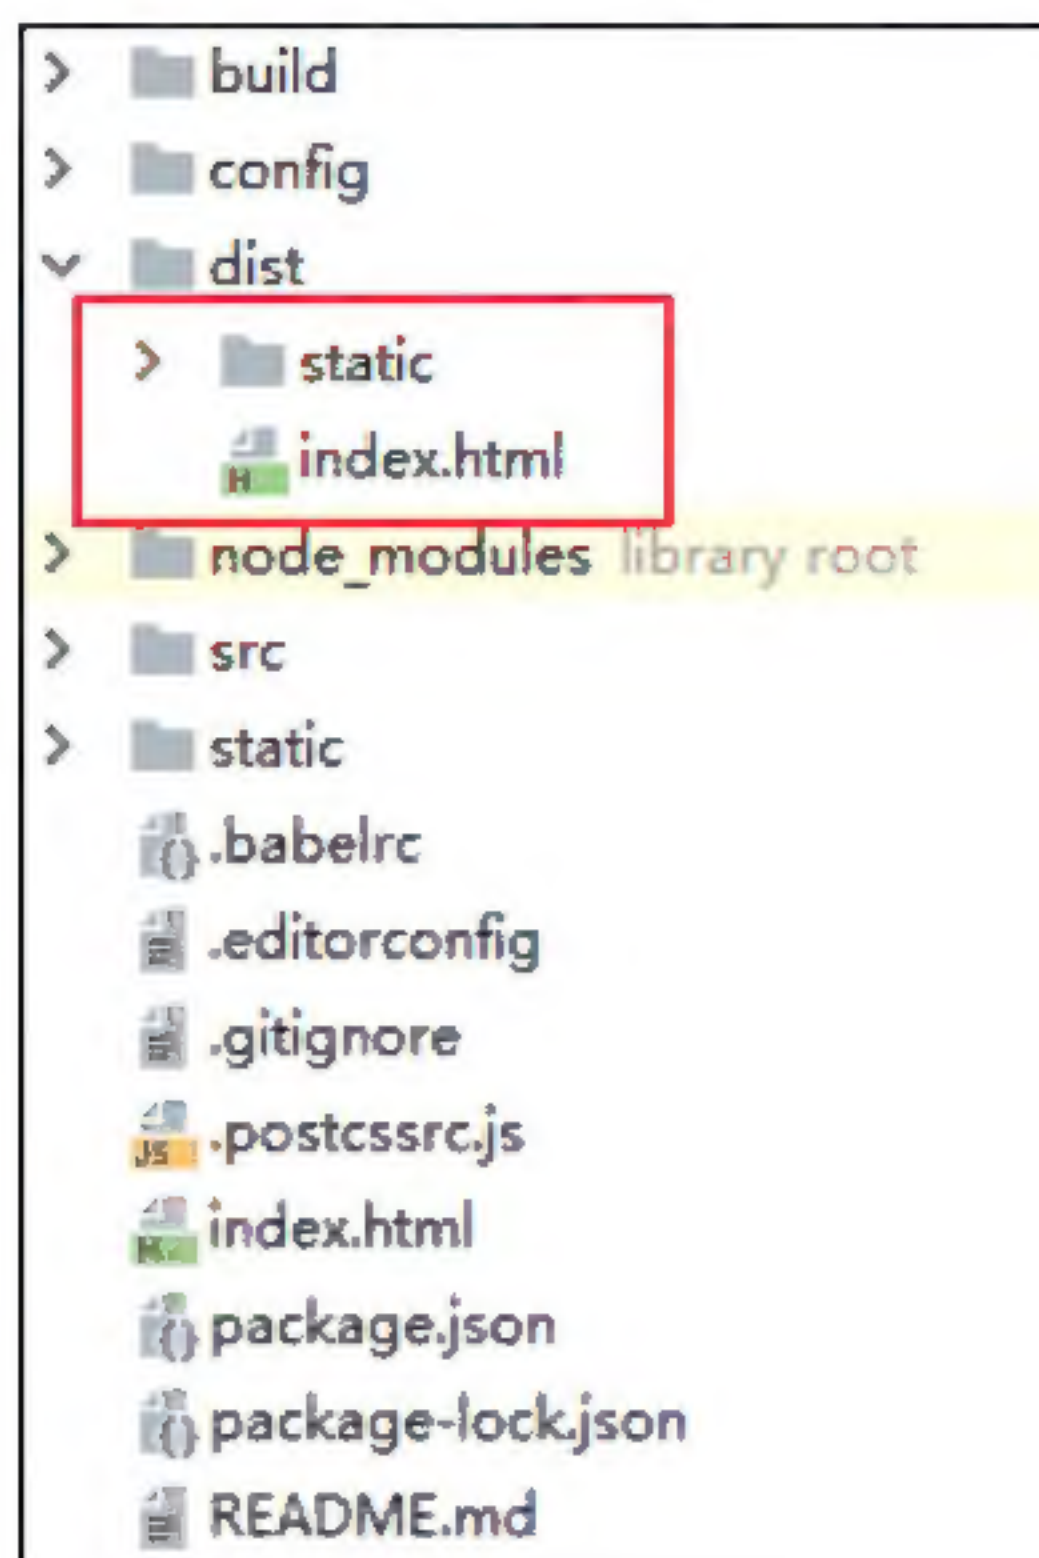 build
config
dist
static
index.html
node_modules library root
src
static
.babelrc
.editorconfig
.gitignore
.postcssrc.js
index.html
package.json
package-lock.json
README.md